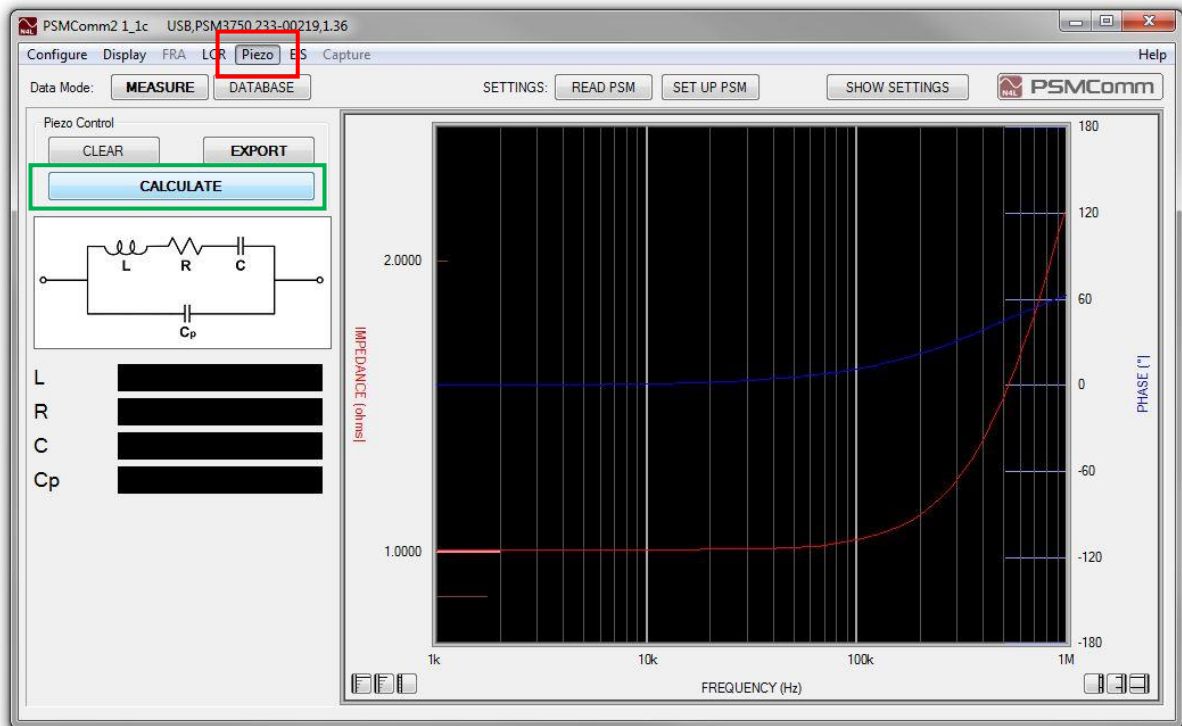 PSMComm2 1_1c USB,PSM3750,233-00219,1.36
Configure Display FRA LCR Piezo EIS Capture Help
Data Mode: MEASURE DATABASE SETTINGS: READ PSM SET UP PSM SHOW SETTINGS N4L PSMComm
Piezo Control
CLEAR EXPORT
CALCULATE
L R C
Cp
L
R
C
Cp
IMPEDANCE (ohms)
2.0000
1.0000
180
120
60
0
-60
-120
-180
PHASE (°)
1k 10k 100k 1M
FREQUENCY (Hz)